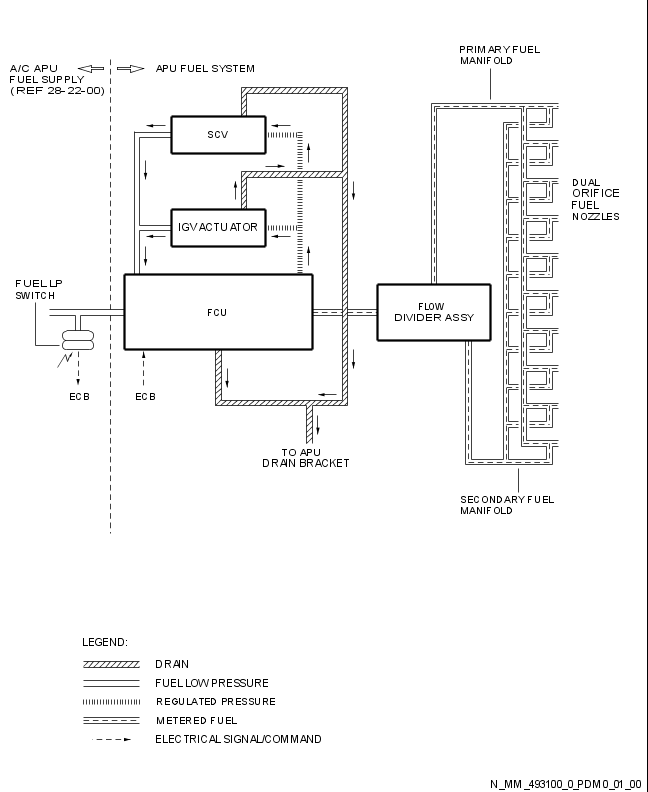 PRIMARY FUEL
MANIFOLD
A/C APU
FUEL SUPPLY
(REF 28-22-00)
APU FUEL SYSTEM
SCV
DUAL
ORIFICE
FUEL
NOZZLES
IGV ACTUATOR
FUEL LP
SWITCH
FCU
FLOW
DIVIDER ASSY
ECB
ECB
TO APU
DRAIN BRACKET
SECONDARY FUEL
MANIFOLD
LEGEND:
DRAIN
FUEL LOW PRESSURE
REGULATED PRESSURE
METERED FUEL
ELECTRICAL SIGNAL/COMMAND
N_MM_493100_0_PDM0_01_00